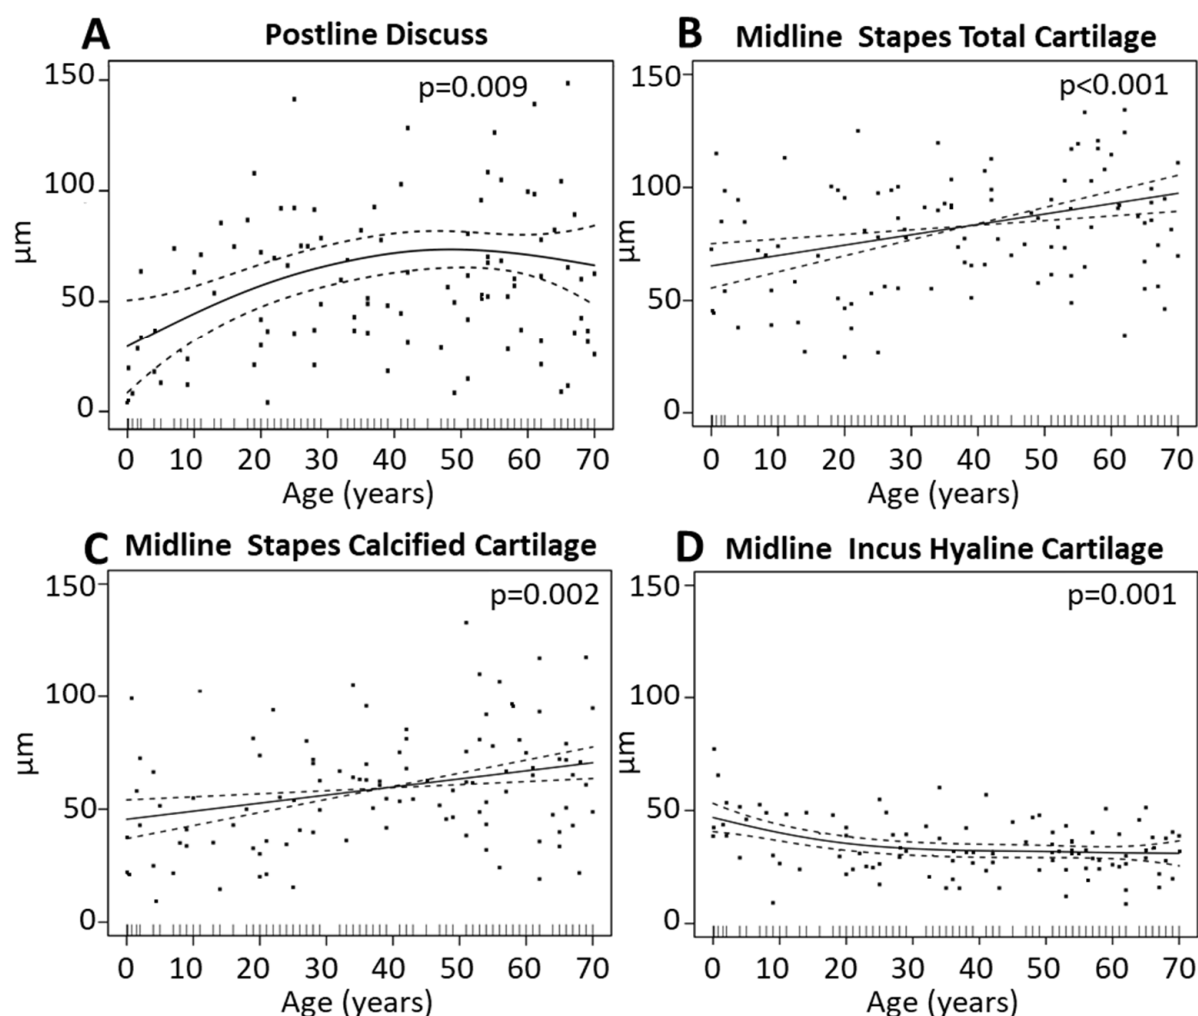 A Postline Discuss
p=0.009
150
100
50
0
µm
0 10 20 30 40 50 60 70
Age (years)
B Midline Stapes Total Cartilage
p<0.001
150
100
50
0
µm
0 10 20 30 40 50 60 70
Age (years)
C Midline Stapes Calcified Cartilage
p=0.002
150
100
50
0
µm
0 10 20 30 40 50 60 70
Age (years)
D Midline Incus Hyaline Cartilage
p=0.001
150
100
50
0
µm
0 10 20 30 40 50 60 70
Age (years)